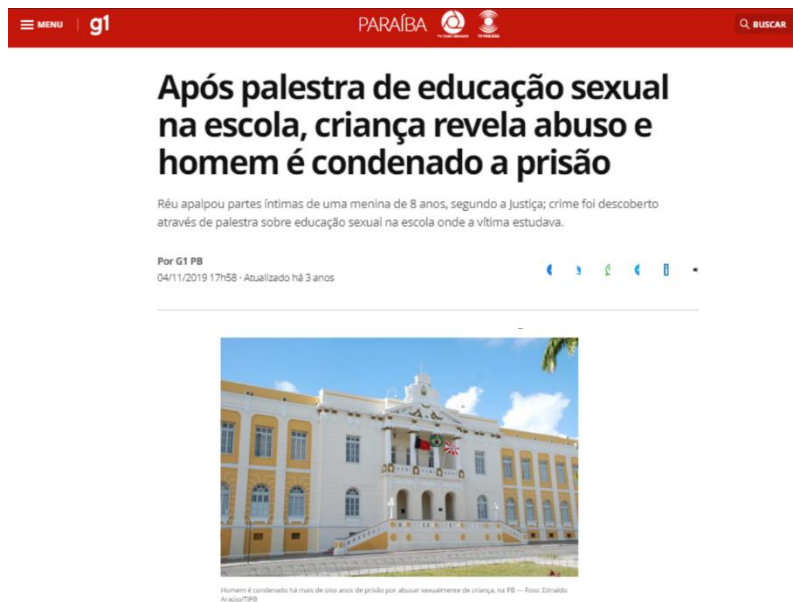 MENU
g1
PARAÍBA
BUSCAR
Após palestra de educação sexual
na escola, criança revela abuso e
homem é condenado a prisão
Réu apalpou partes íntimas de uma menina de 8 anos, segundo a Justiça; crime foi descoberto
através de palestra sobre educação sexual na escola onde a vítima estudava.
Por G1 PB
04/11/2019 17h58 · Atualizado há 3 anos
Homem é condenado há mais de oito anos de prisão por abusar sexualmente de criança, na PB — Foto: Ednaldo
Araújo/TJPB